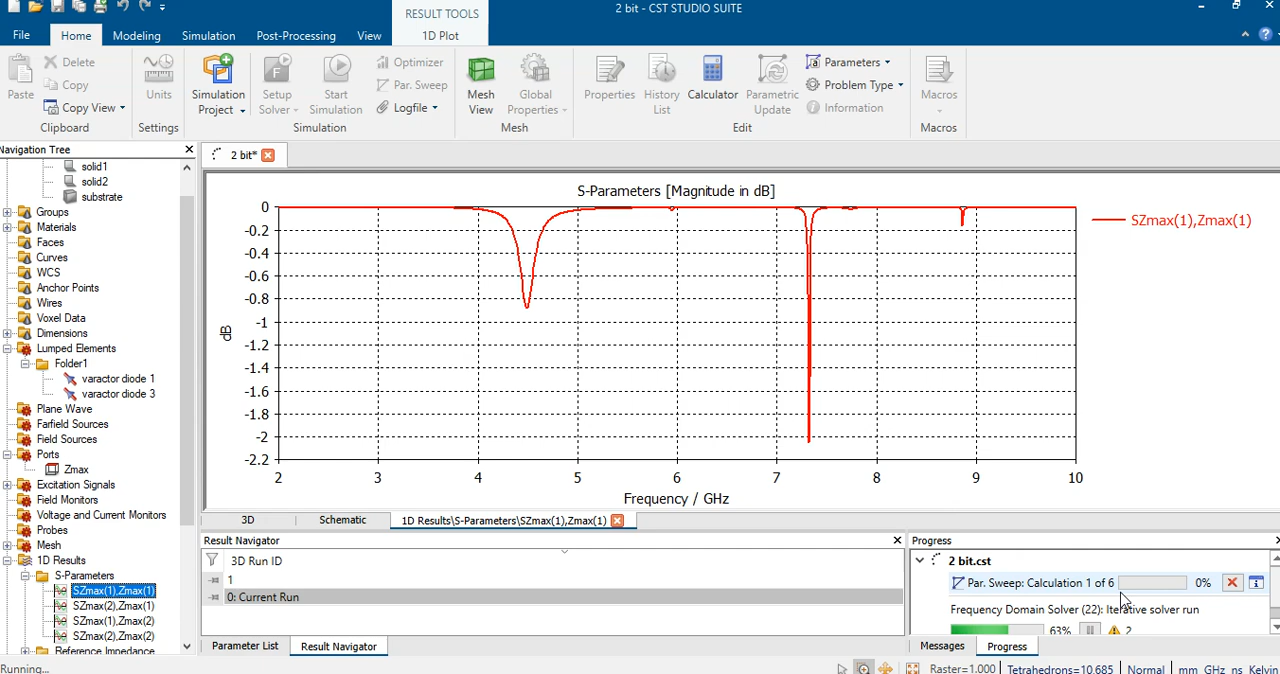 2 bit - CST STUDIO SUITE
RESULT TOOLS
File Home Modeling Simulation Post-Processing View 1D Plot
Paste
Delete
Copy
Copy View
Clipboard
Units
Settings
Simulation Project
Setup Solver
Start Simulation
Optimizer
Par. Sweep
Logfile
Simulation
Mesh View
Global Properties
Mesh
Properties
History List
Calculator
Parametric Update
Parameters
Problem Type
Information
Edit
Macros
Macros
Navigation Tree
solid1
solid2
substrate
Groups
Materials
Faces
Curves
WCS
Anchor Points
Wires
Voxel Data
Dimensions
Lumped Elements
Folder1
varactor diode 1
varactor diode 3
Plane Wave
Farfield Sources
Field Sources
Ports
Zmax
Excitation Signals
Field Monitors
Voltage and Current Monitors
Probes
Mesh
1D Results
S-Parameters
SZmax(1),Zmax(1)
SZmax(2),Zmax(1)
SZmax(1),Zmax(2)
SZmax(2),Zmax(2)
Reference Impedance
2 bit*
S-Parameters [Magnitude in dB]
0
-0.2
-0.4
-0.6
-0.8
-1
-1.2
-1.4
-1.6
-1.8
-2
-2.2
dB
2 3 4 5 6 7 8 9 10
Frequency / GHz
SZmax(1),Zmax(1)
3D Schematic 1D Results\S-Parameters\SZmax(1),Zmax(1)
Result Navigator
3D Run ID
1
0: Current Run
Parameter List Result Navigator
Progress
2 bit.cst
Par. Sweep: Calculation 1 of 6 0%
Frequency Domain Solver (22): Iterative solver run
63% 2
Messages Progress
Running...
Raster=1.000 Tetrahedrons=10.685 Normal mm GHz ns Kelvin